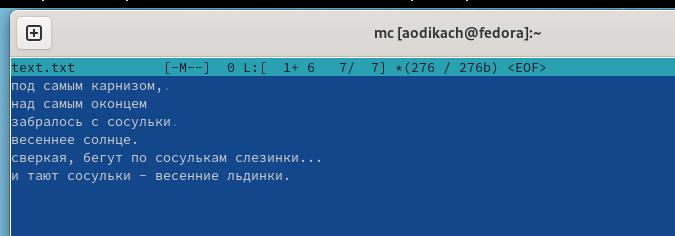 mc [aodikach@fedora]:~
text.txt [-M--] 0 L:[ 1+ 6 7/ 7] *(276 / 276b) <EOF>
под самым карнизом,.
над самым оконцем
забралось с сосульки.
весеннее солнце.
сверкая, бегут по сосулькам слезинки...
и тают сосульки - весенние льдинки.